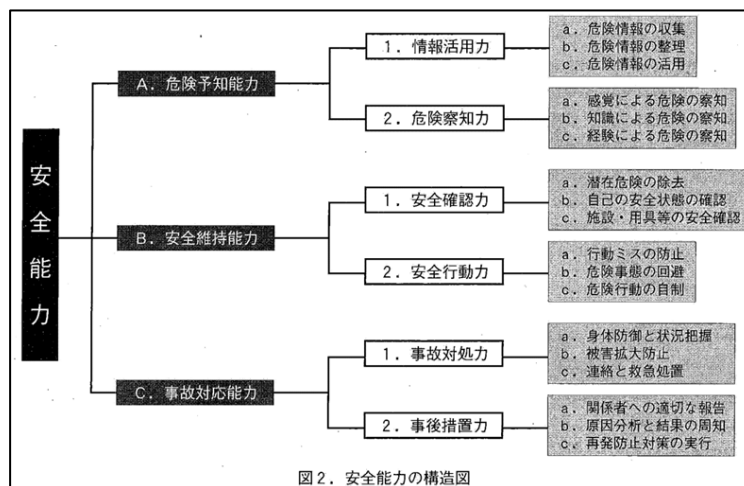 安全能力
A．危険予知能力
1．情報活用力
a．危険情報の収集
b．危険情報の整理
c．危険情報の活用
2．危険察知力
a．感覚による危険の察知
b．知識による危険の察知
c．経験による危険の察知
B．安全維持能力
1．安全確認力
a．潜在危険の除去
b．自己の安全状態の確認
c．施設・用具等の安全確認
2．安全行動力
a．行動ミスの防止
b．危険事態の回避
c．危険行動の自制
C．事故対応能力
1．事故対処力
a．身体防御と状況把握
b．被害拡大防止
c．連絡と救急処置
2．事後措置力
a．関係者への適切な報告
b．原因分析と結果の周知
c．再発防止対策の実行
図２．安全能力の構造図